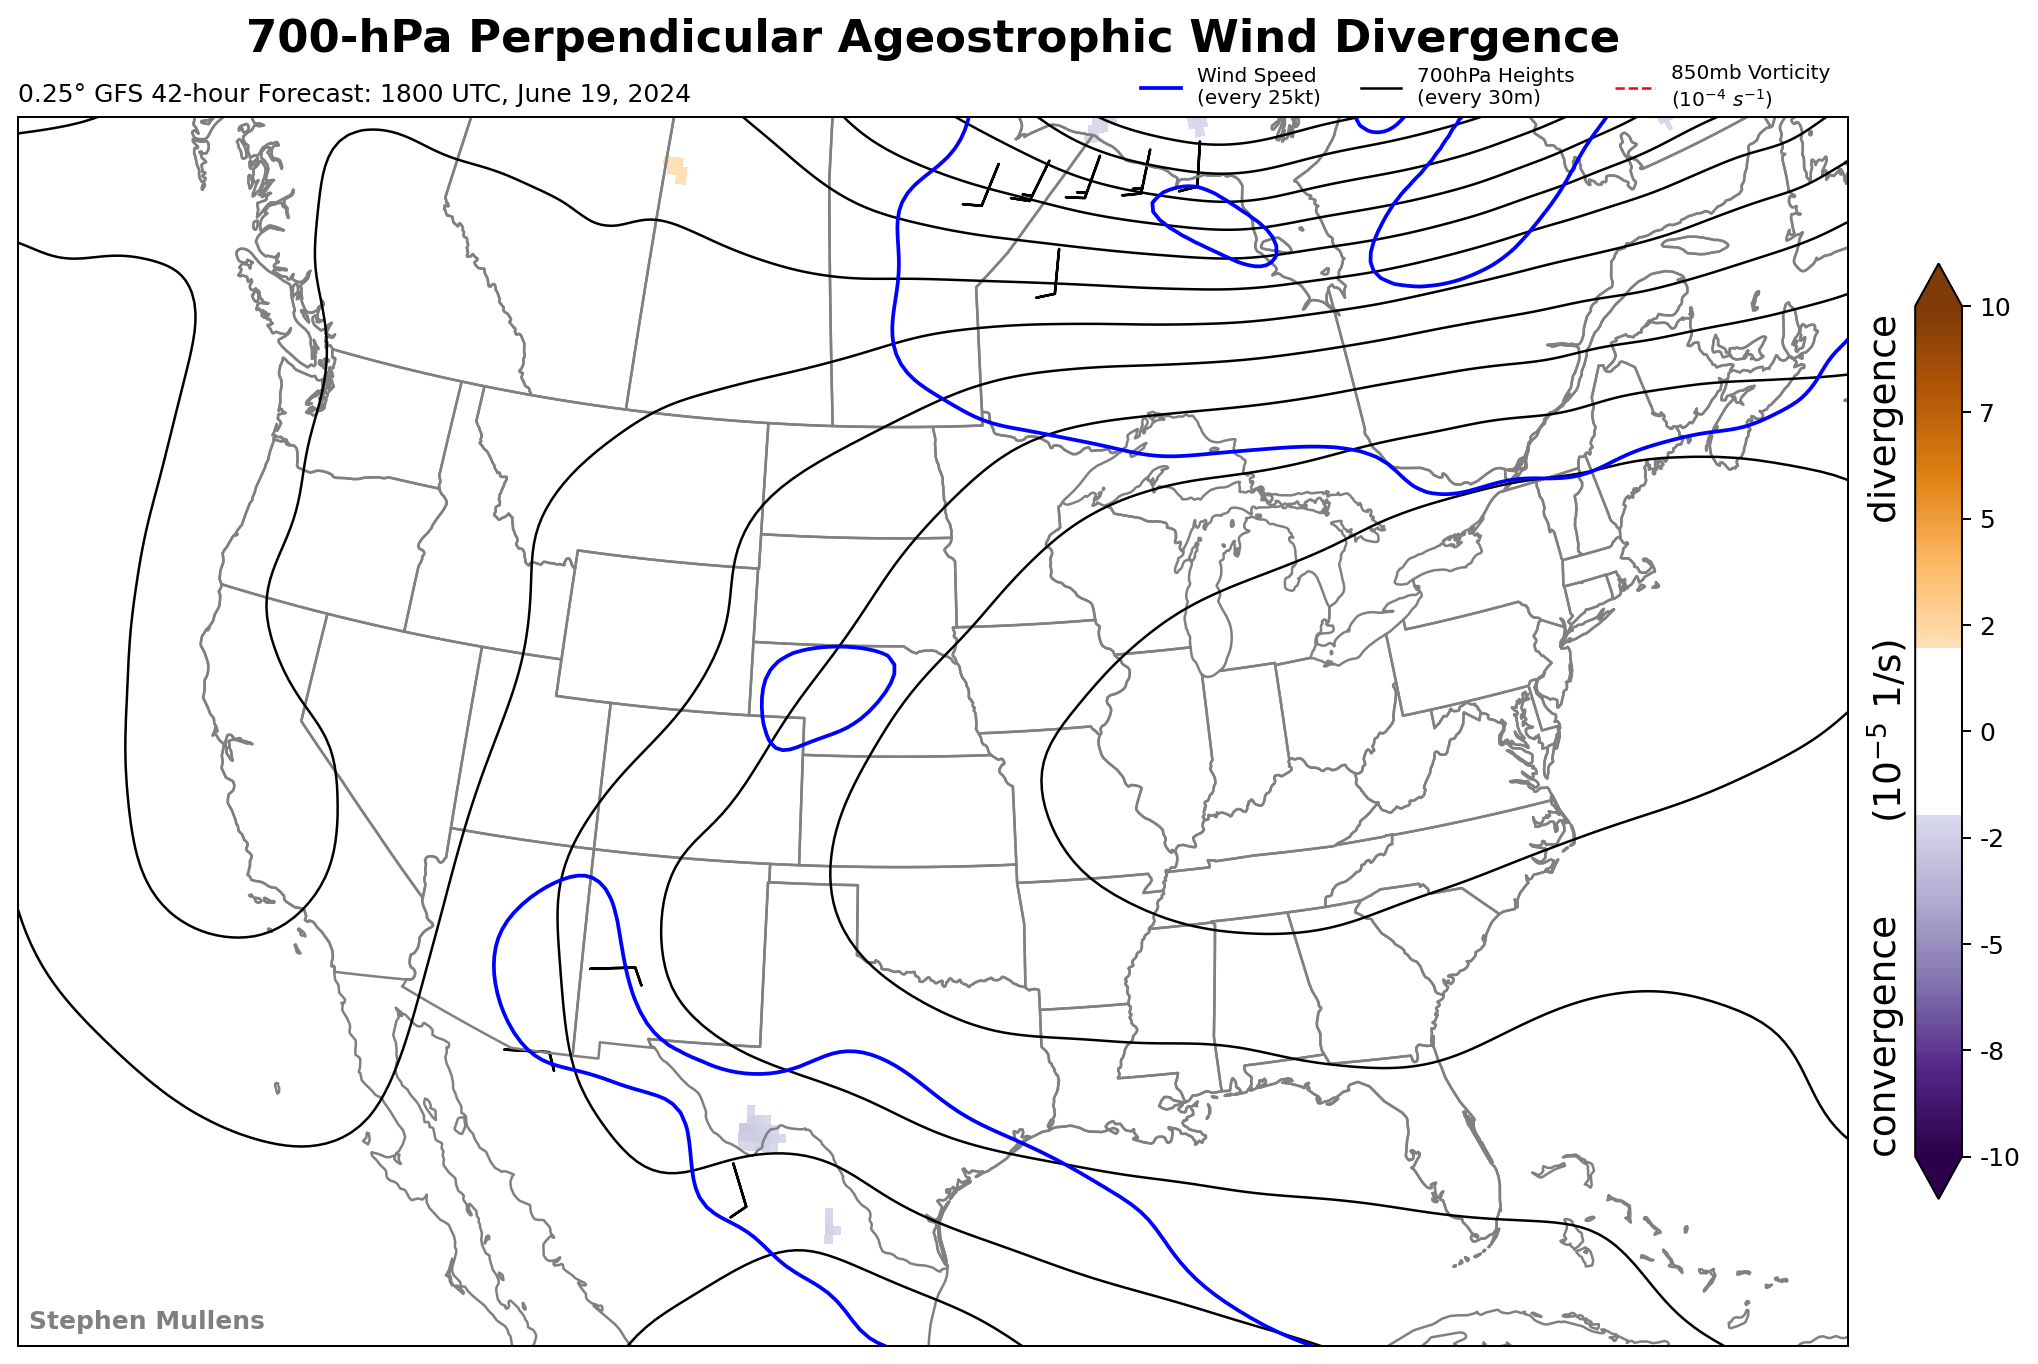 700-hPa Perpendicular Ageostrophic Wind Divergence
0.25° GFS 42-hour Forecast: 1800 UTC, June 19, 2024
Wind Speed
(every 25kt)
700hPa Heights
(every 30m)
850mb Vorticity
(10⁻⁴ s⁻¹)
10
7
5
2
0
-2
-5
-8
-10
convergence (10⁻⁵ 1/s) divergence
Stephen Mullens